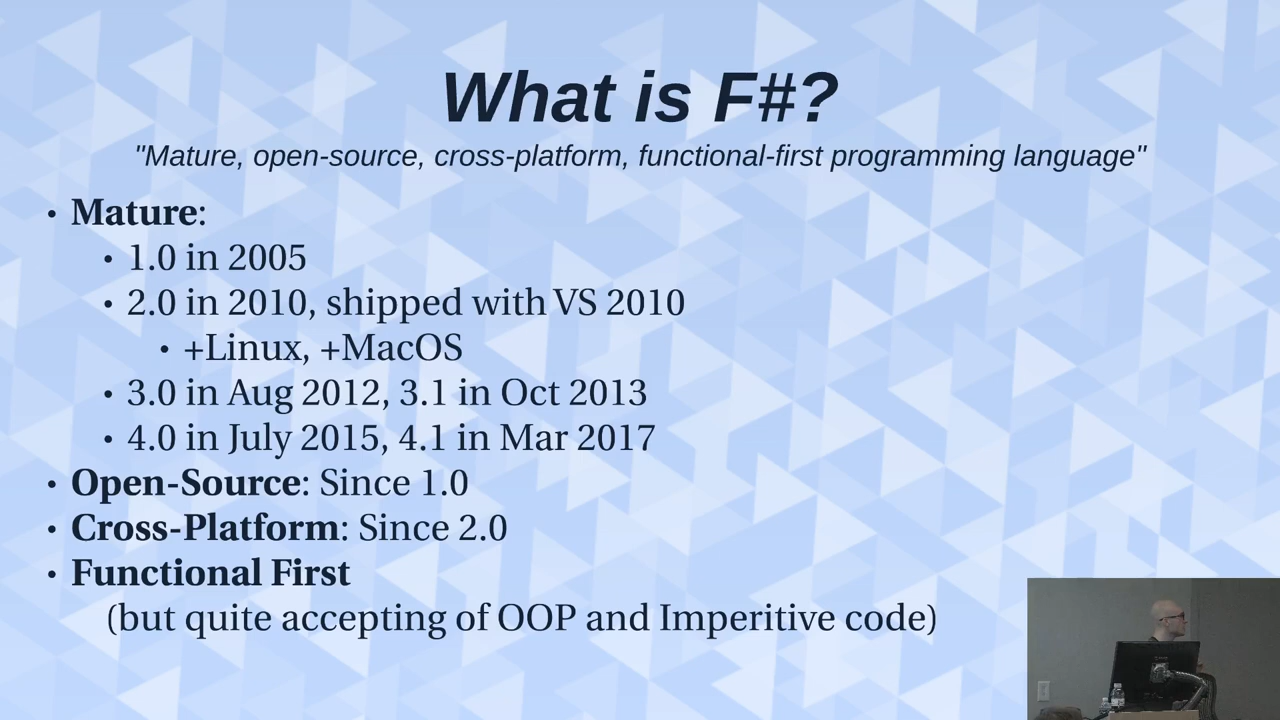 What is F#?
"Mature, open-source, cross-platform, functional-first programming language"
• Mature:
• 1.0 in 2005
• 2.0 in 2010, shipped with VS 2010
• +Linux, +MacOS
• 3.0 in Aug 2012, 3.1 in Oct 2013
• 4.0 in July 2015, 4.1 in Mar 2017
• Open-Source: Since 1.0
• Cross-Platform: Since 2.0
• Functional First
(but quite accepting of OOP and Imperitive code)